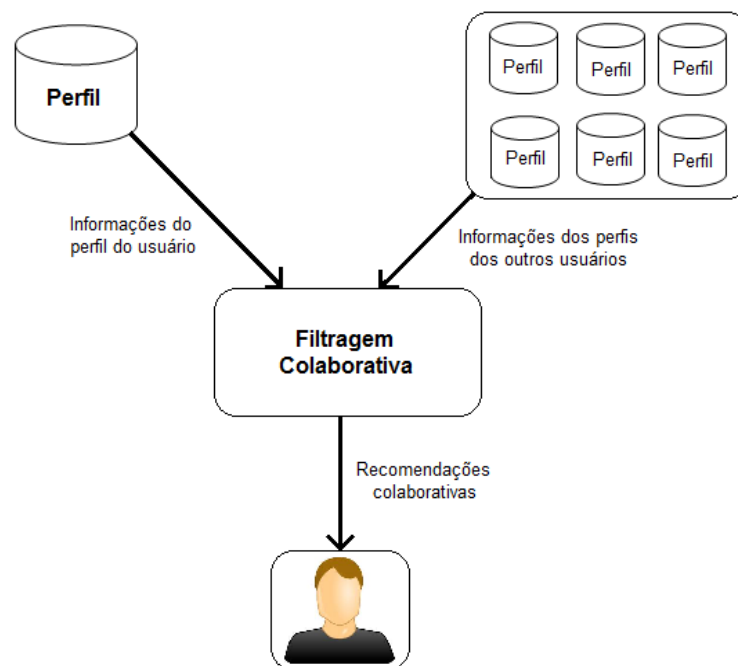 Perfil
Perfil
Perfil
Perfil
Perfil
Perfil
Perfil
Informações do
perfil do usuário
Informações dos perfis
dos outros usuários
Filtragem
Colaborativa
Recomendações
colaborativas